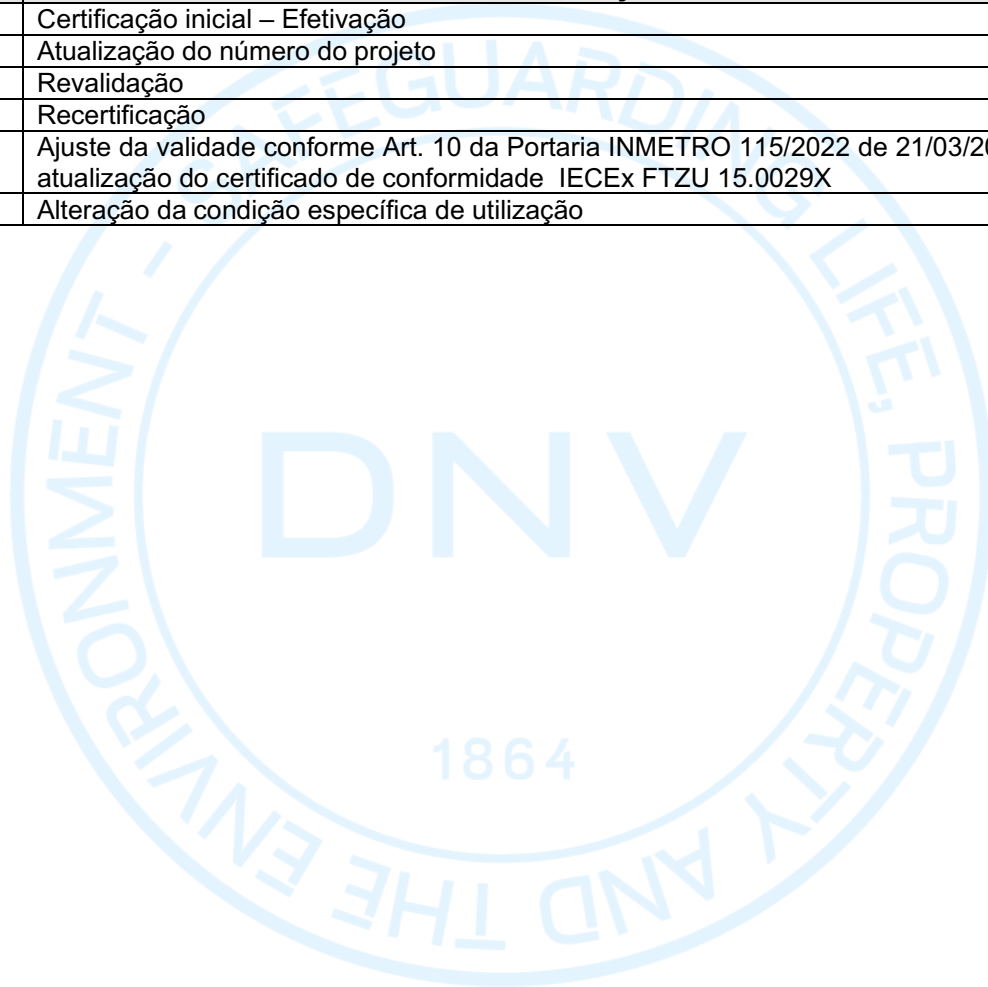 Certificação inicial – Efetivação
Atualização do número do projeto
Revalidação
Recertificação
Ajuste da validade conforme Art. 10 da Portaria INMETRO 115/2022 de 21/03/20
atualização do certificado de conformidade IECEx FTZU 15.0029X
Alteração da condição específica de utilização
SAFEGUARDING LIFE, PROPERTY AND THE ENVIRONMENT -
DNV
1864